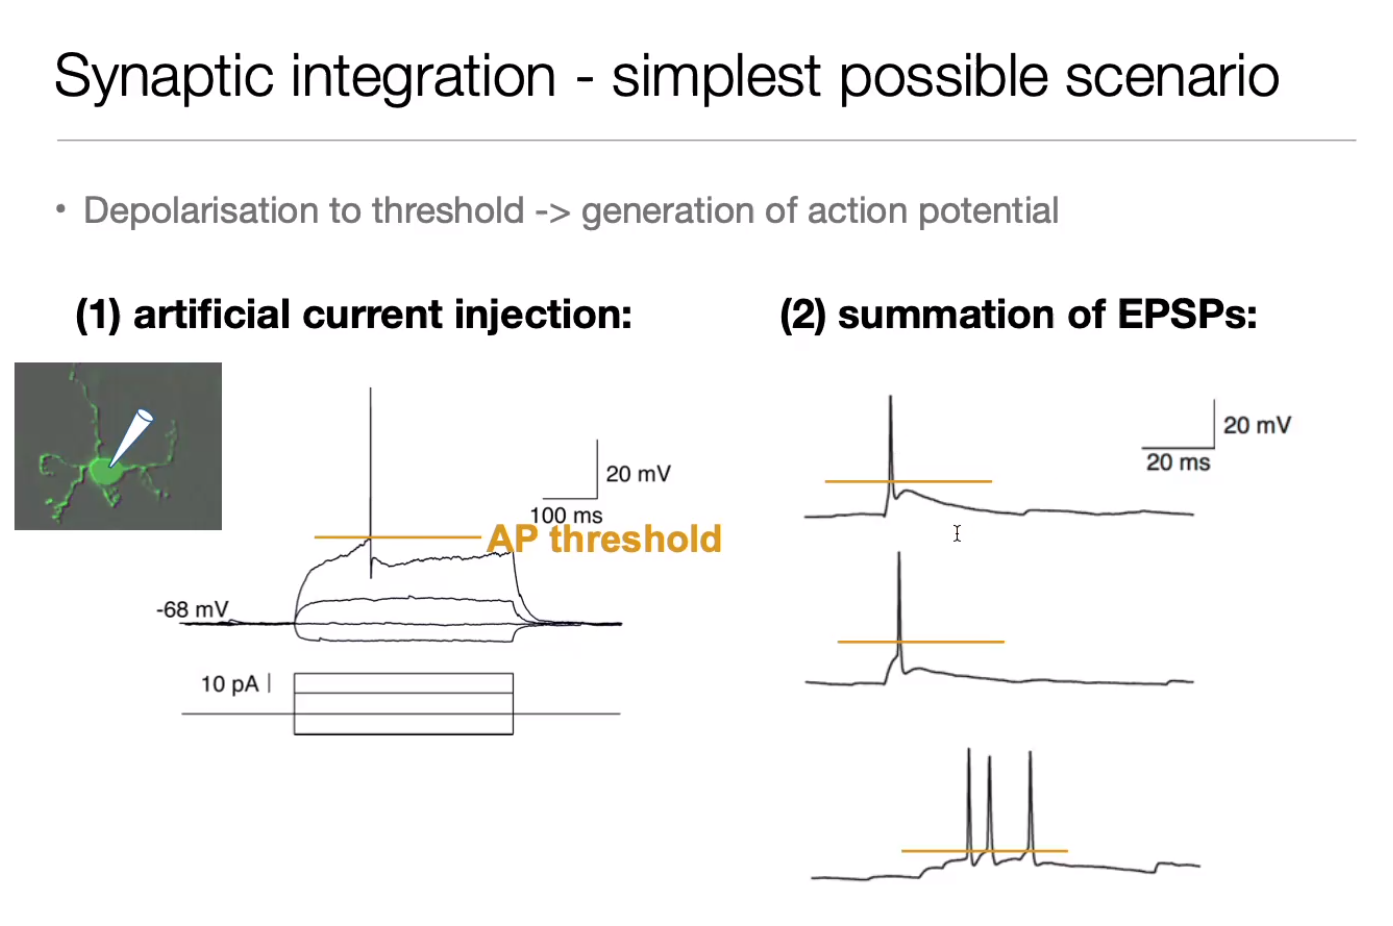 Synaptic integration - simplest possible scenario
• Depolarisation to threshold -> generation of action potential
(1) artificial current injection:
(2) summation of EPSPs:
20 mV
100 ms
AP threshold
-68 mV
10 pA
20 mV
20 ms